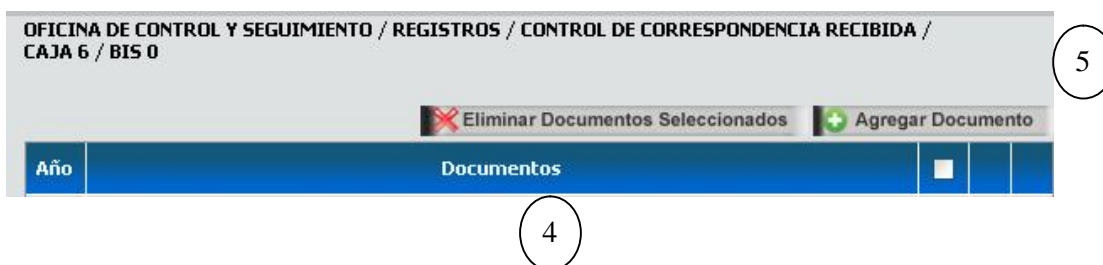 OFICINA DE CONTROL Y SEGUIMIENTO / REGISTROS / CONTROL DE CORRESPONDENCIA RECIBIDA /
CAJA 6 / BIS 0
5
Eliminar Documentos Seleccionados Agregar Documento
Año Documentos
4